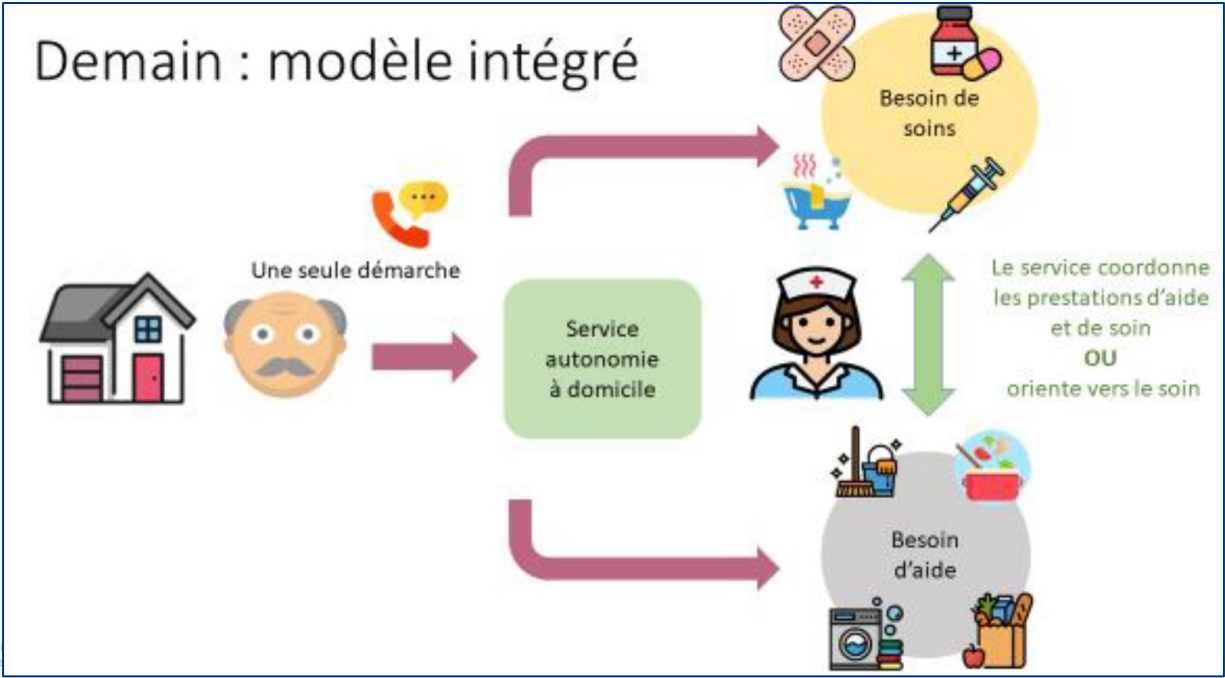 Demain : modèle intégré
Besoin de
soins
Une seule démarche
Service
autonomie
à domicile
Le service coordonne
les prestations d'aide
et de soin
OU
oriente vers le soin
Besoin
d'aide